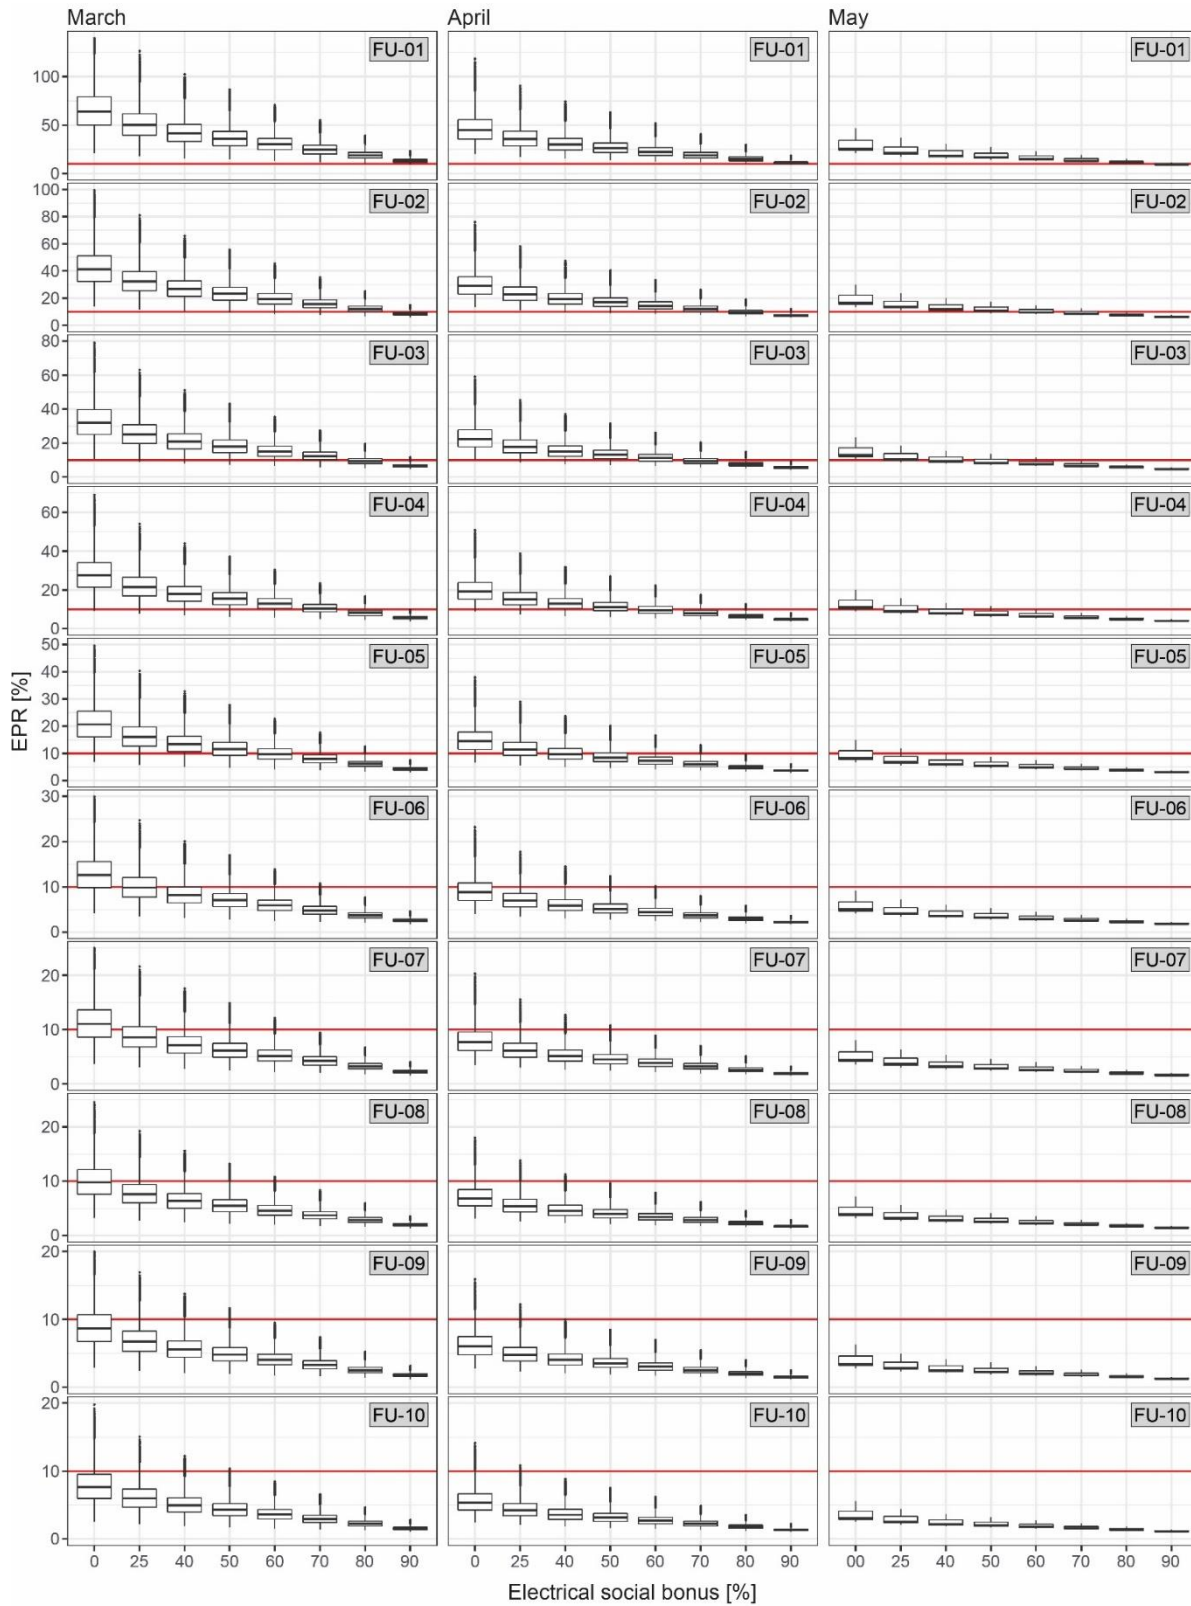 March April May
FU-01 FU-01 FU-01
100
50
0
FU-02 FU-02 FU-02
100
80
60
40
20
0
FU-03 FU-03 FU-03
80
60
40
20
0
FU-04 FU-04 FU-04
60
40
20
0
EPR [%]
FU-05 FU-05 FU-05
50
40
30
20
10
0
FU-06 FU-06 FU-06
30
20
10
0
FU-07 FU-07 FU-07
20
10
0
FU-08 FU-08 FU-08
20
10
0
FU-09 FU-09 FU-09
20
10
0
FU-10 FU-10 FU-10
20
10
0
0 25 40 50 60 70 80 90 0 25 40 50 60 70 80 90 00 25 40 50 60 70 80 90
Electrical social bonus [%]